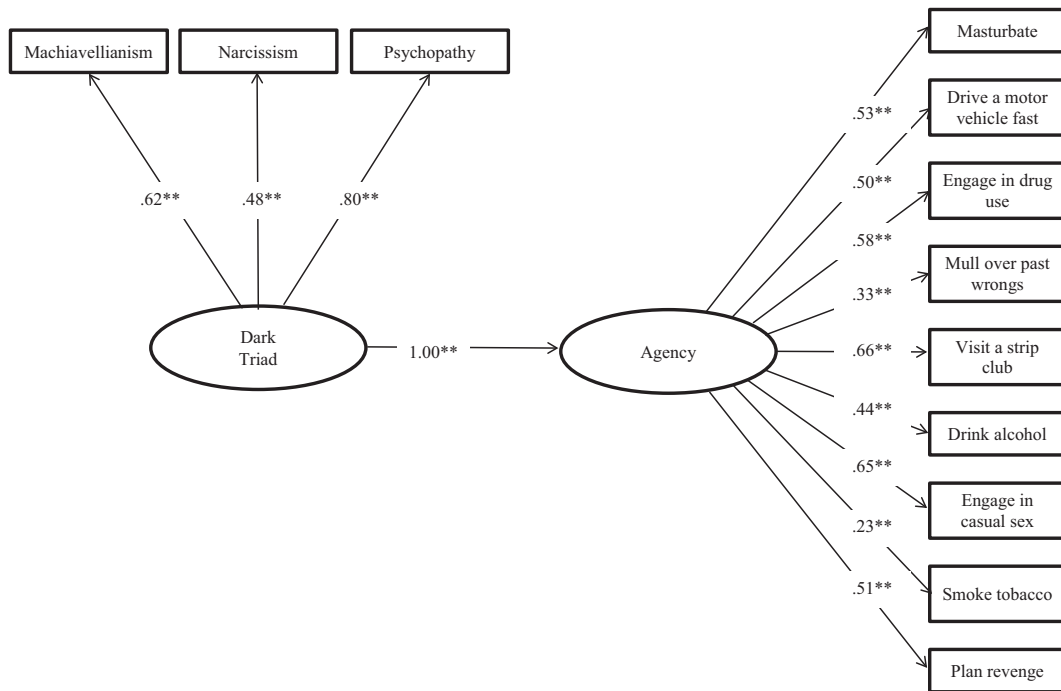 Machiavellianism
Narcissism
Psychopathy
.62**
.48**
.80**
Dark
Triad
1.00**
Agency
.53**
.50**
.58**
.33**
.66**
.44**
.65**
.23**
.51**
Masturbate
Drive a motor
vehicle fast
Engage in drug
use
Mull over past
wrongs
Visit a strip
club
Drink alcohol
Engage in
casual sex
Smoke tobacco
Plan revenge